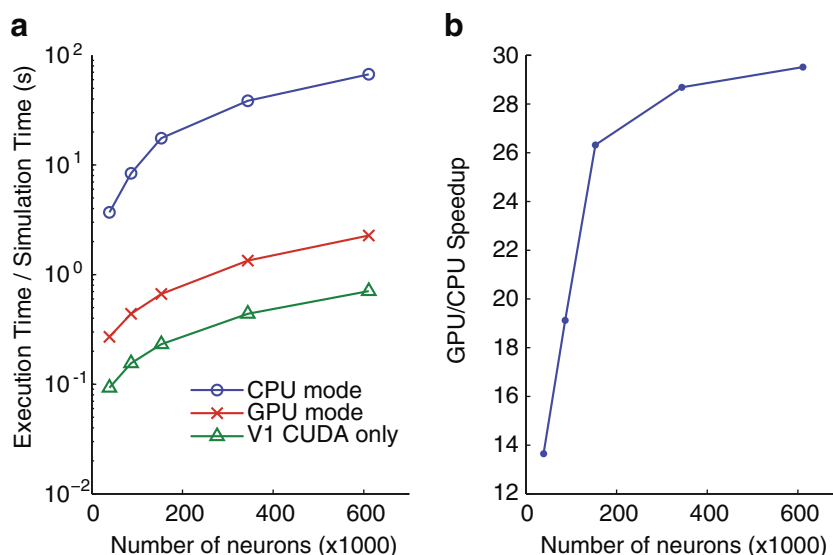 a
Execution Time / Simulation Time (s)
10^2
10^1
10^0
10^-1
10^-2
0
200
400
600
Number of neurons (x1000)
CPU mode
GPU mode
V1 CUDA only
b
GPU/CPU Speedup
30
28
26
24
22
20
18
16
14
12
0
200
400
600
Number of neurons (x1000)